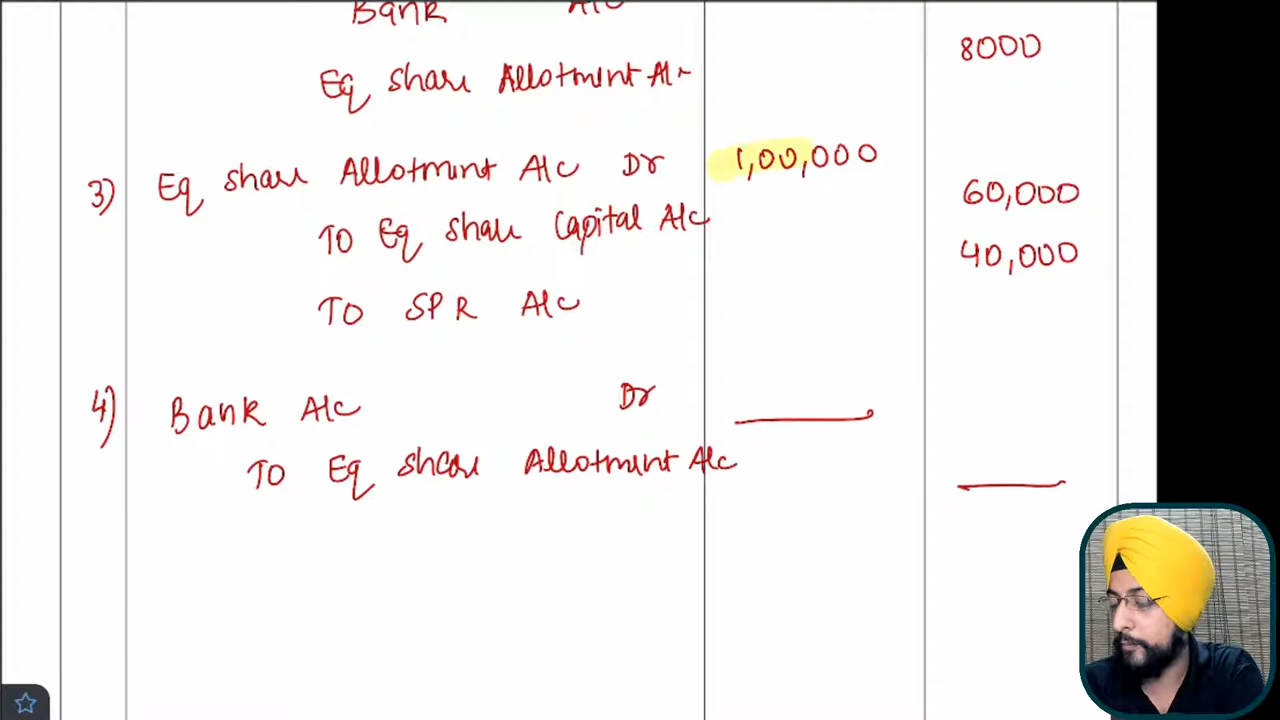 Bank A/c
8000
Eq share Allotment A/c
3) Eq share Allotment A/c Dr 1,00,000
60,000
To Eq share Capital A/c
40,000
To SPR A/c
4) Bank A/c Dr
To Eq share Allotment A/c